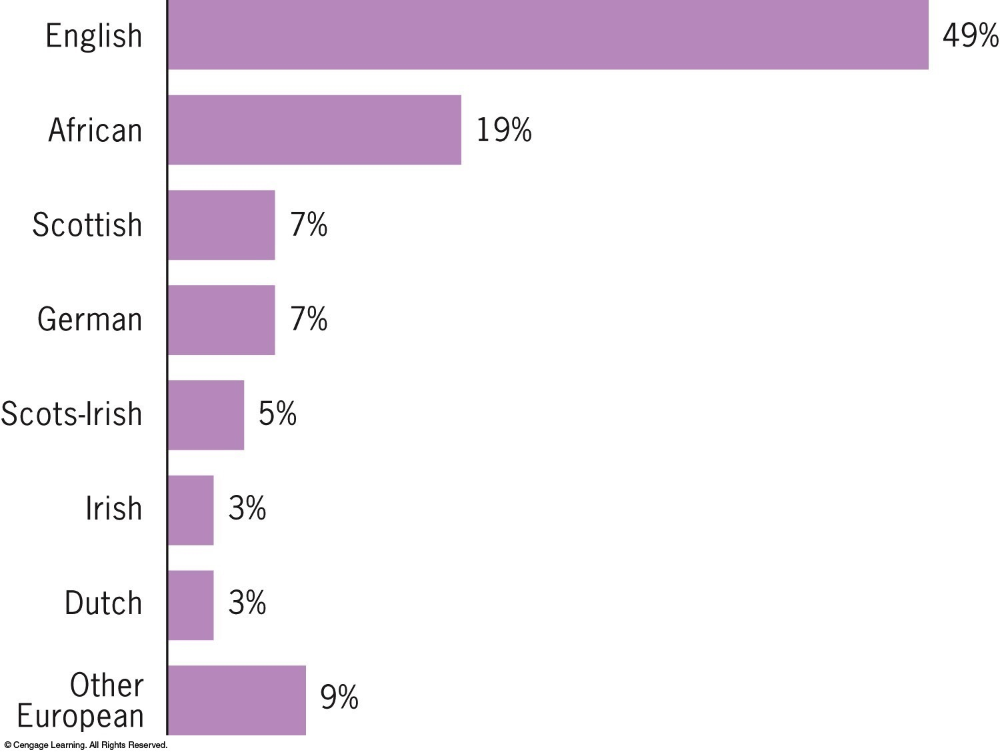 English 49%
African 19%
Scottish 7%
German 7%
Scots-Irish 5%
Irish 3%
Dutch 3%
Other
European 9%
© Cengage Learning. All Rights Reserved.